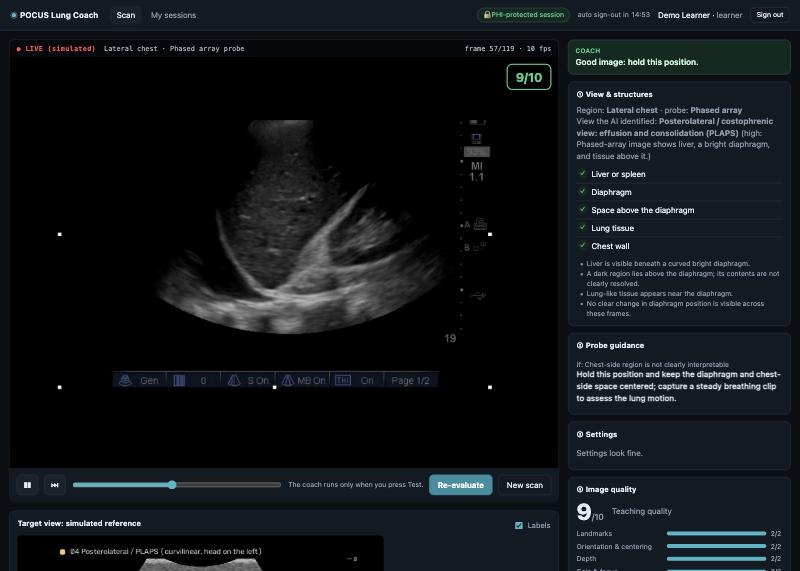 POCUS Lung Coach
Scan
My sessions
PHI-protected session
auto sign-out in 14:53
Demo Learner · learner
Sign out
LIVE (simulated)
Lateral chest · Phased array probe
frame 57/119 · 10 fps
9/10
MI
1.1
A
B
19
Gen
0
S On
MB On
THI
On
Page 1/2
The coach runs only when you press Test.
Re-evaluate
New scan
Target view: simulated reference
Labels
04 Posterolateral / PLAPS (curvilinear, head on the left)
COACH
Good image: hold this position.
① View & structures
Region: Lateral chest · probe: Phased array
View the AI identified: Posterolateral / costophrenic
view: effusion and consolidation (PLAPS) (high:
Phased-array image shows liver, a bright diaphragm,
and tissue above it.)
Liver or spleen
Diaphragm
Space above the diaphragm
Lung tissue
Chest wall
• Liver is visible beneath a curved bright diaphragm.
• A dark region lies above the diaphragm; its contents are not
clearly resolved.
• Lung-like tissue appears near the diaphragm.
• No clear change in diaphragm position is visible across
these frames.
Probe guidance
If: Chest-side region is not clearly interpretable
Hold this position and keep the diaphragm and chest-
side space centered; capture a steady breathing clip
to assess the lung motion.
Settings
Settings look fine.
Image quality
9/10
Teaching quality
Landmarks 2/2
Orientation & centering 2/2
Depth 2/2